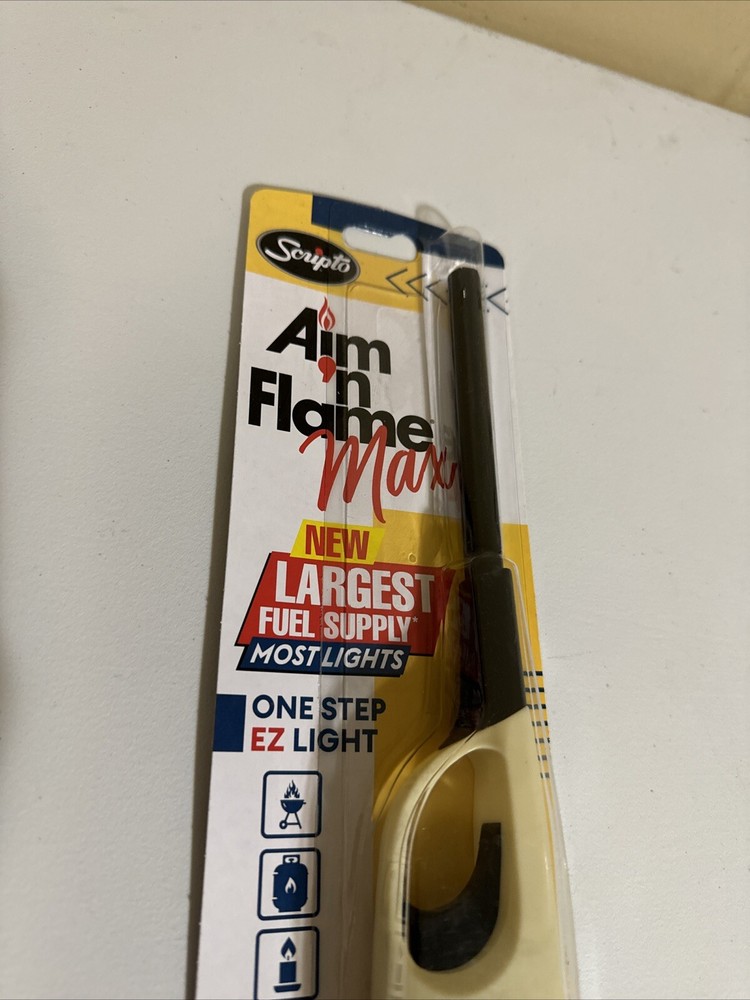 Scripto
Aim
'n
Flame
Max
NEW
LARGEST
FUEL SUPPLY*
MOST LIGHTS
ONE STEP
EZ LIGHT